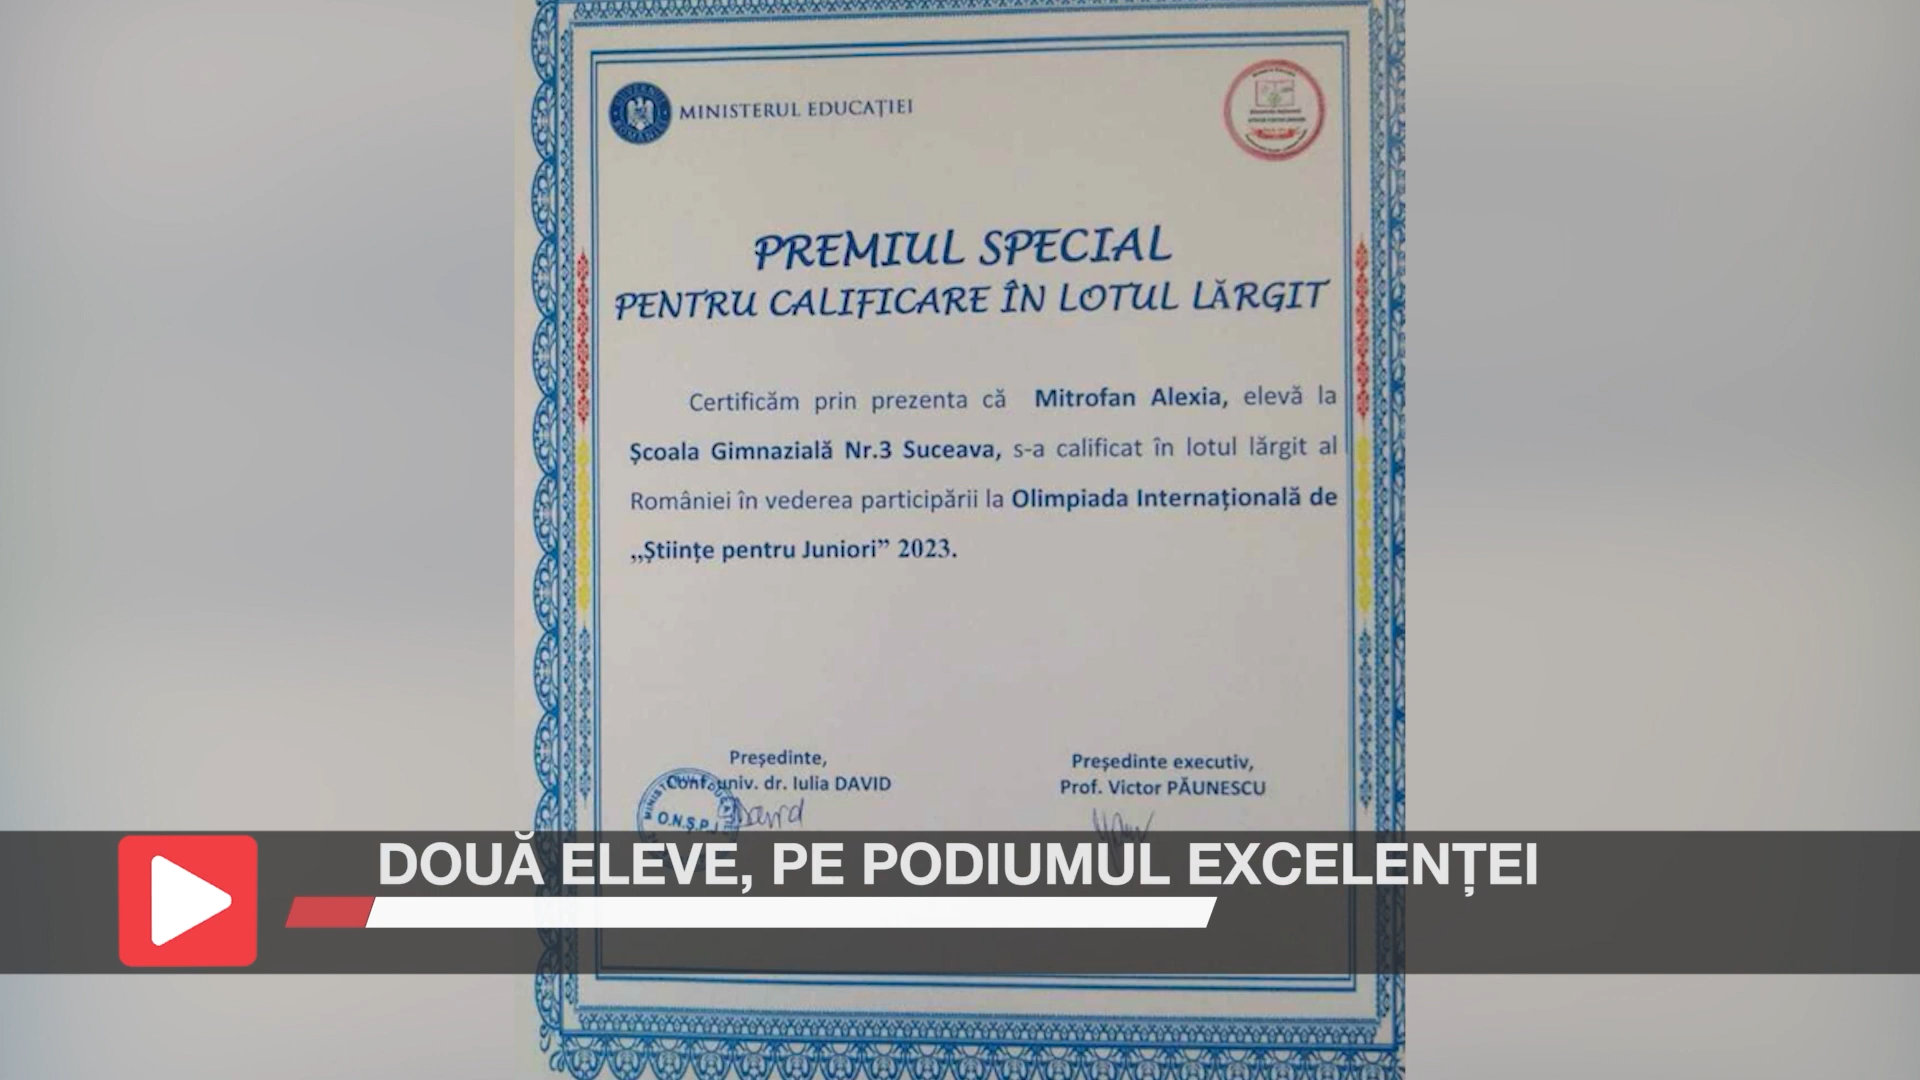 MINISTERUL EDUCAȚIEI
PREMIUL SPECIAL
PENTRU CALIFICARE ÎN LOTUL LĂRGIT
Certificăm prin prezenta că Mitrofan Alexia, elevă la
Școala Gimnazială Nr.3 Suceava, s-a calificat în lotul lărgit al
României în vederea participării la Olimpiada Internațională de
„Științe pentru Juniori” 2023.
Președinte,
Conf. univ. dr. Iulia DAVID
David
O.N.Ș.P.J
Președinte executiv,
Prof. Victor PĂUNESCU
DOUĂ ELEVE, PE PODIUMUL EXCELENȚEI